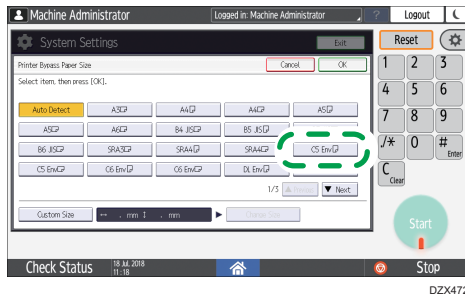 Machine Administrator
Logged in: Machine Administrator
?
Logout
System Settings
Exit
Reset
Printer Bypass Paper Size
Cancel
OK
Select item, then press [OK].
Auto Detect
A3
A4
A4
A5
A5
A6
B4 JIS
B5 JIS
B6 JIS
SRA3
SRA4
SRA4
C5 Env
C5 Env
C6 Env
C6 Env
DL Env
1/3
▲
▼ Next
Custom Size
↔ . mm ↕ . mm
▶
Change Size
1 2 3
4 5 6
7 8 9
./* 0 #
Enter
C
Clear
Start
Check Status
18 Jul. 2018
11:18
Stop
DZX472